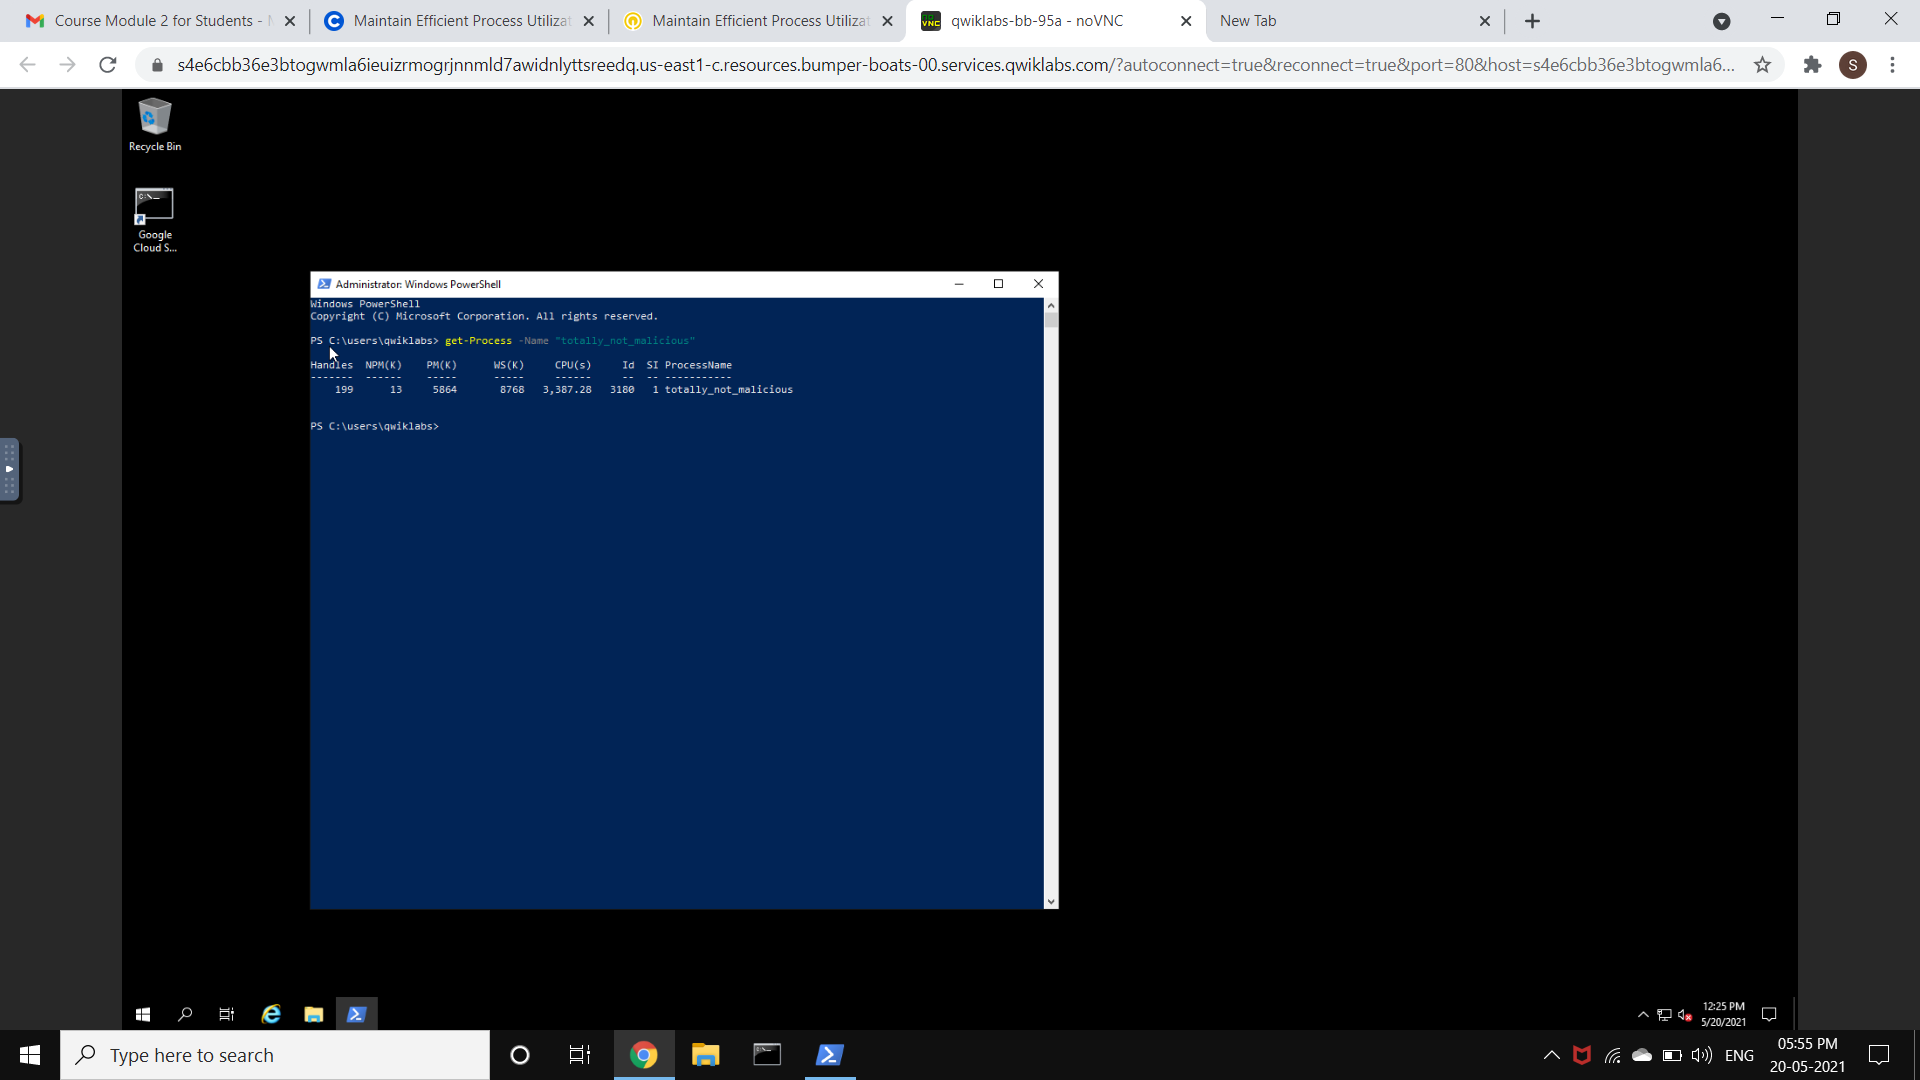 Course Module 2 for Students -
Maintain Efficient Process Utilizat
Maintain Efficient Process Utilizat
qwiklabs-bb-95a - noVNC
New Tab
s4e6cbb36e3btogwmla6ieuizrmogrjnnmld7awidnlyttsreedq.us-east1-c.resources.bumper-boats-00.services.qwiklabs.com/?autoconnect=true&reconnect=true&port=80&host=s4e6cbb36e3btogwmla6...
S
Recycle Bin
Google
Cloud S...
Administrator: Windows PowerShell
Windows PowerShell
Copyright (C) Microsoft Corporation. All rights reserved.
PS C:\users\qwiklabs> get-Process -Name "totally_not_malicious"
Handles NPM(K) PM(K) WS(K) CPU(s) Id SI ProcessName
------- ------ ----- ----- ------ -- -- -----------
199 13 5864 8768 3,387.28 3180 1 totally_not_malicious
PS C:\users\qwiklabs>
12:25 PM
5/20/2021
Type here to search
ENG
05:55 PM
20-05-2021